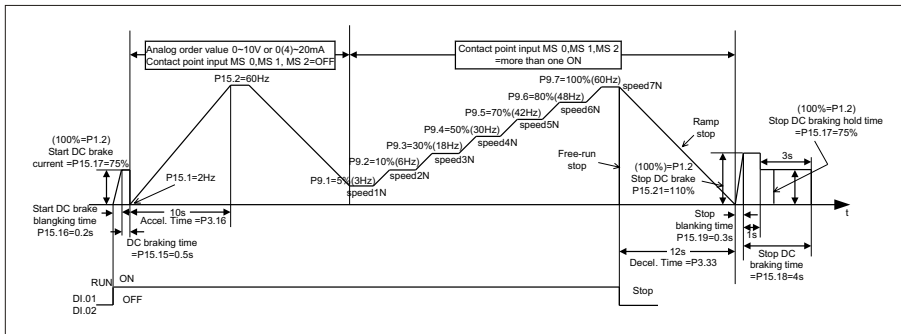 Analog order value 0~10V or 0(4)~20mA
Contact point input MS 0,MS 1, MS 2=OFF
Contact point input MS 0,MS 1,MS 2
=more than one ON
P15.2=60Hz
P9.7=100%(60Hz)
speed7N
P9.6=80%(48Hz)
speed6N
P9.5=70%(42Hz)
speed5N
P9.4=50%(30Hz)
speed4N
P9.3=30%(18Hz)
speed3N
P9.2=10%(6Hz)
speed2N
P9.1=5%(3Hz)
speed1N
(100%=P1.2)
Start DC brake
current =P15.17=75%
P15.1=2Hz
Start DC brake
blangking time
P15.16=0.2s
10s
Accel. Time =P3.16
DC braking time
=P15.15=0.5s
Free-run
stop
Ramp
stop
(100%=P1.2)
Stop DC braking hold time
=P15.17=75%
(100%)=P1.2
Stop DC brake
P15.21=110%
3s
t
Stop
blanking time
P15.19=0.3s
1s
12s
Decel. Time =P3.33
Stop DC
braking time
=P15.18=4s
RUN
ON
DI.01
DI.02
OFF
Stop